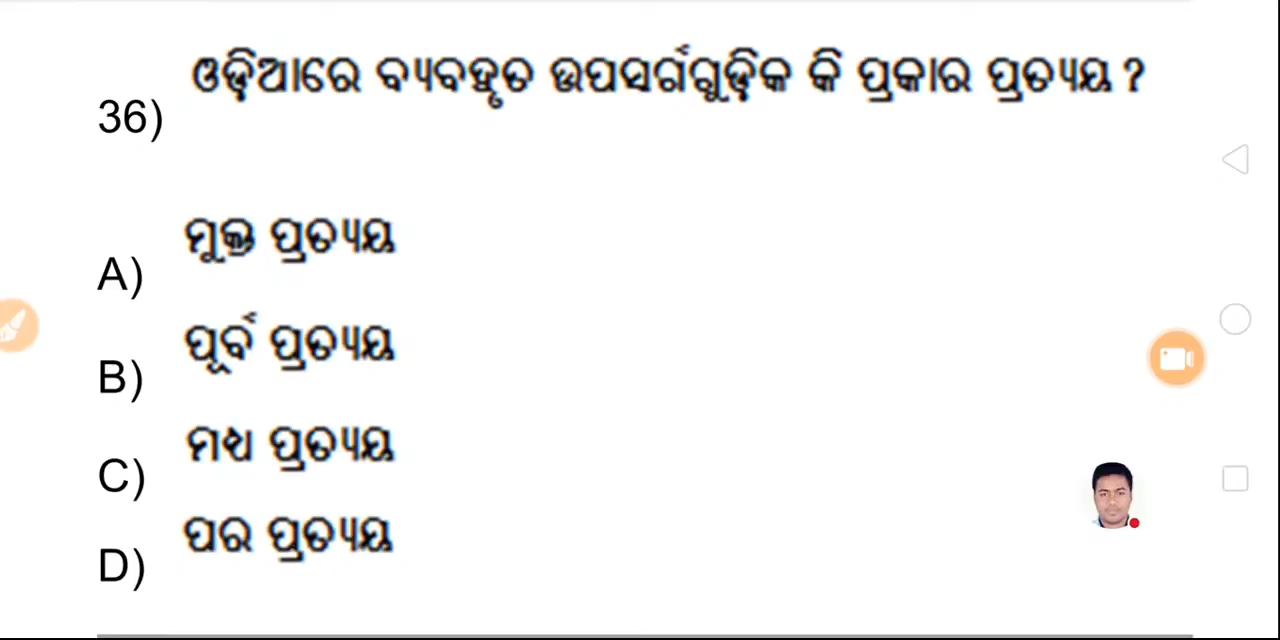 ଓଡ଼ିଆରେ ବ୍ୟବହୃତ ଉପସର୍ଗଗୁଡ଼ିକ କି ପ୍ରକାର ପ୍ରତ୍ୟୟ ?
36)
ମୁକ୍ତ ପ୍ରତ୍ୟୟ
A)
ପୂର୍ବ ପ୍ରତ୍ୟୟ
B)
ମଧ୍ୟ ପ୍ରତ୍ୟୟ
C)
ପର ପ୍ରତ୍ୟୟ
D)